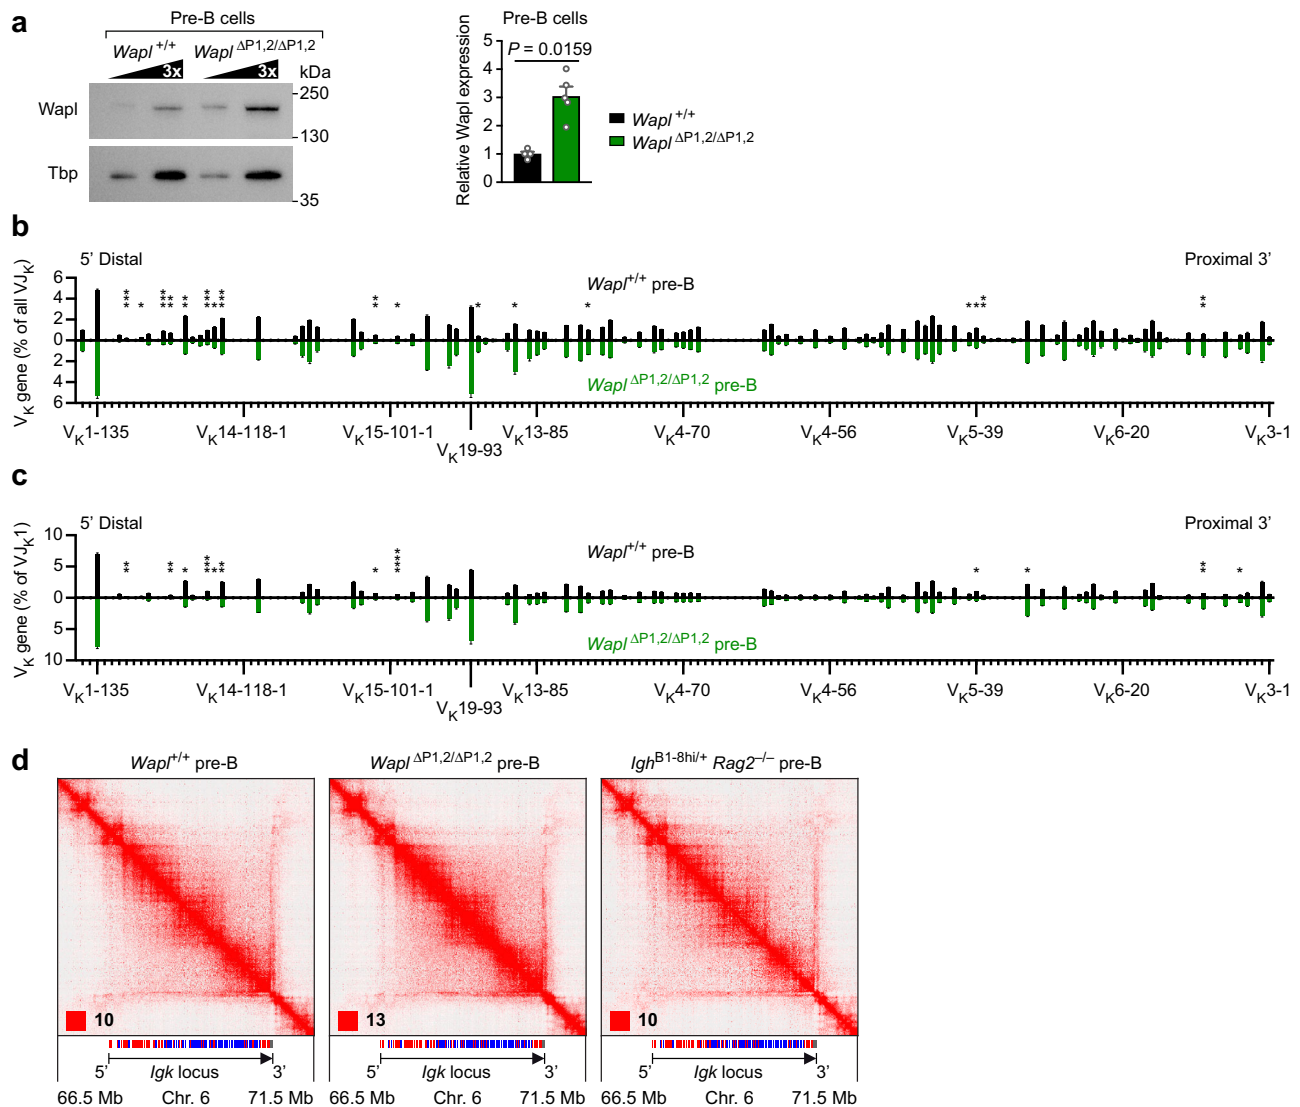 a
Pre-B cells
Wapl +/+ Wapl ΔP1,2/ΔP1,2
3x 3x kDa
Wapl
-250
-130
Tbp
-35
Pre-B cells
Relative Wapl expression
5
4
3
2
1
0
P = 0.0159
Wapl +/+
Wapl ΔP1,2/ΔP1,2
b
5’ Distal
Proximal 3’
VK gene (% of all VJK)
6
4
2
0
2
4
6
Wapl+/+ pre-B
Wapl ΔP1,2/ΔP1,2 pre-B
VK1-135 VK14-118-1 VK15-101-1 VK19-93 VK13-85 VK4-70 VK4-56 VK5-39 VK6-20 VK3-1
c
5’ Distal
Proximal 3’
VK gene (% of VJK1)
10
5
0
5
10
Wapl+/+ pre-B
Wapl ΔP1,2/ΔP1,2 pre-B
VK1-135 VK14-118-1 VK15-101-1 VK19-93 VK13-85 VK4-70 VK4-56 VK5-39 VK6-20 VK3-1
d
Wapl+/+ pre-B
10
5’ Igk locus 3’
66.5 Mb Chr. 6 71.5 Mb
Wapl ΔP1,2/ΔP1,2 pre-B
13
5’ Igk locus 3’
66.5 Mb Chr. 6 71.5 Mb
IghB1-8hi/+ Rag2–/– pre-B
10
5’ Igk locus 3’
66.5 Mb Chr. 6 71.5 Mb